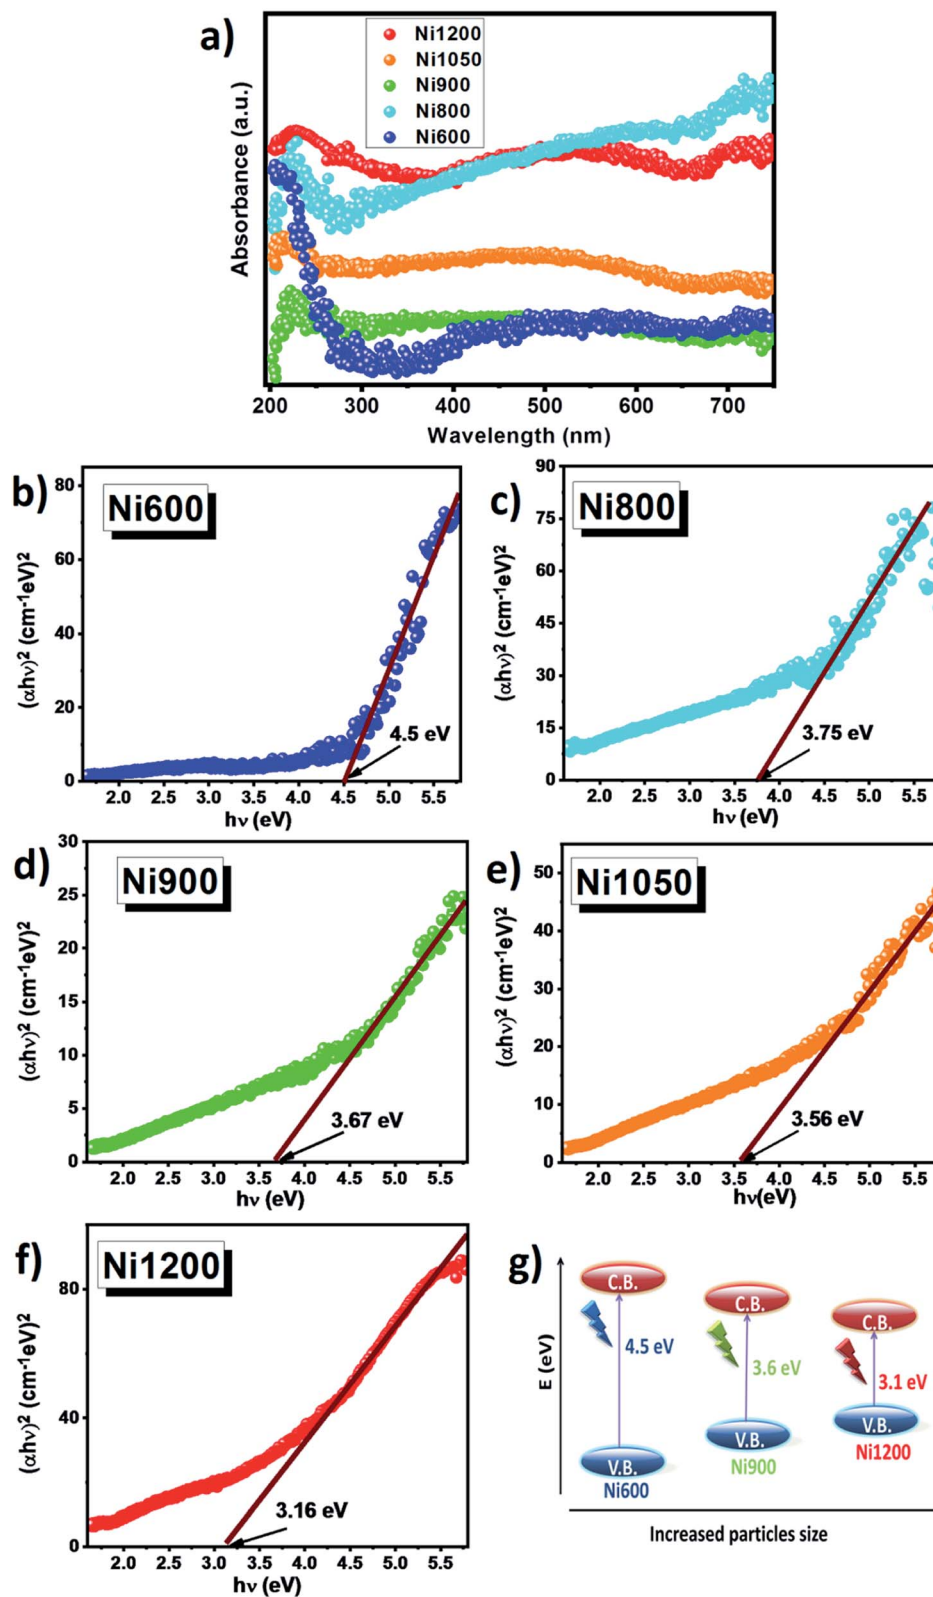 a)
Ni1200
Ni1050
Ni900
Ni800
Ni600
Absorbance (a.u.)
200 300 400 500 600 700
Wavelength (nm)
b)
Ni600
(αhν)² (cm-¹eV)²
80
60
40
20
0
4.5 eV
2.0 2.5 3.0 3.5 4.0 4.5 5.0 5.5
hν (eV)
c)
Ni800
(αhν)² (cm-¹eV)²
90
75
60
45
30
15
0
3.75 eV
2.0 2.5 3.0 3.5 4.0 4.5 5.0 5.5
hν (eV)
d)
Ni900
(αhν)² (cm-¹eV)²
30
25
20
15
10
5
0
3.67 eV
2.0 2.5 3.0 3.5 4.0 4.5 5.0 5.5
hν (eV)
e)
Ni1050
(αhν)² (cm-¹eV)²
50
40
30
20
10
0
3.56 eV
2.0 2.5 3.0 3.5 4.0 4.5 5.0 5.5
hν(eV)
f)
Ni1200
(αhν)² (cm-¹eV)²
80
40
0
3.16 eV
2.0 2.5 3.0 3.5 4.0 4.5 5.0 5.5
hν (eV)
g)
E (eV)
C.B.
4.5 eV
V.B.
Ni600
C.B.
3.6 eV
V.B.
Ni900
C.B.
3.1 eV
V.B.
Ni1200
Increased particles size